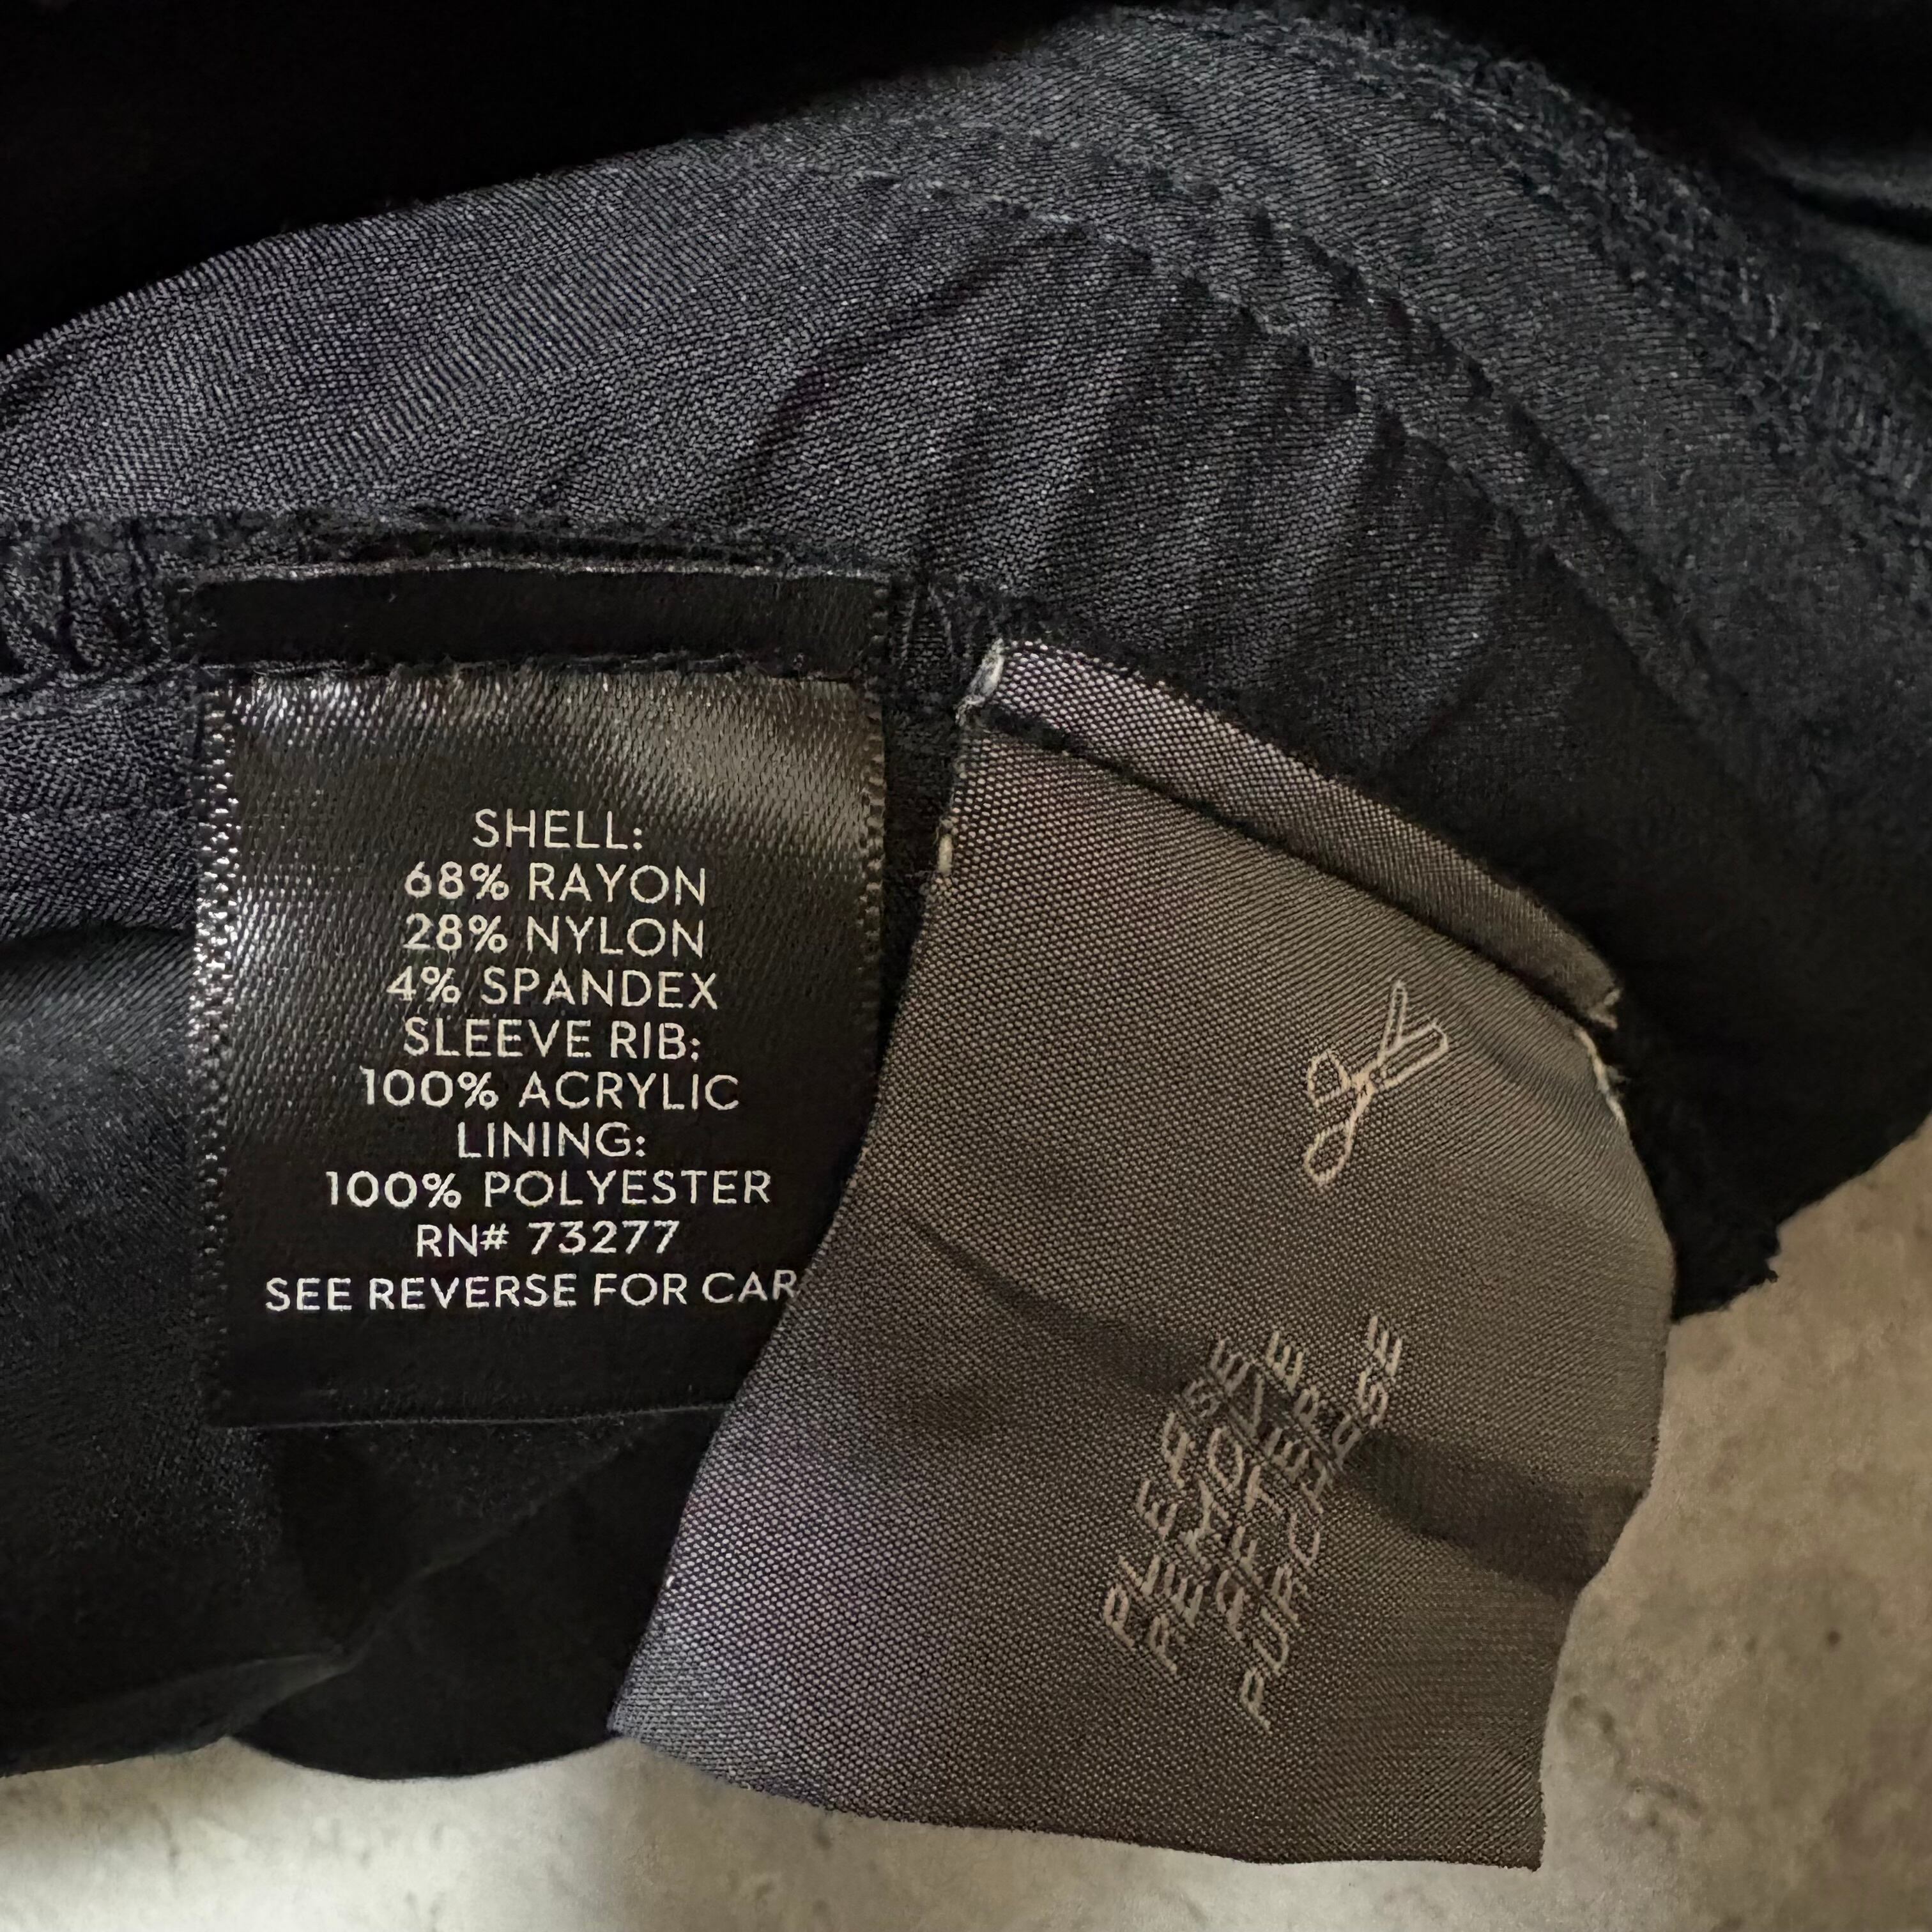 SHELL:
68% RAYON
28% NYLON
4% SPANDEX
SLEEVE RIB:
100% ACRYLIC
LINING:
100% POLYESTER
RN# 73277
SEE REVERSE FOR CAR
PLEASE
REMOVE
AFTER
PURCHASE